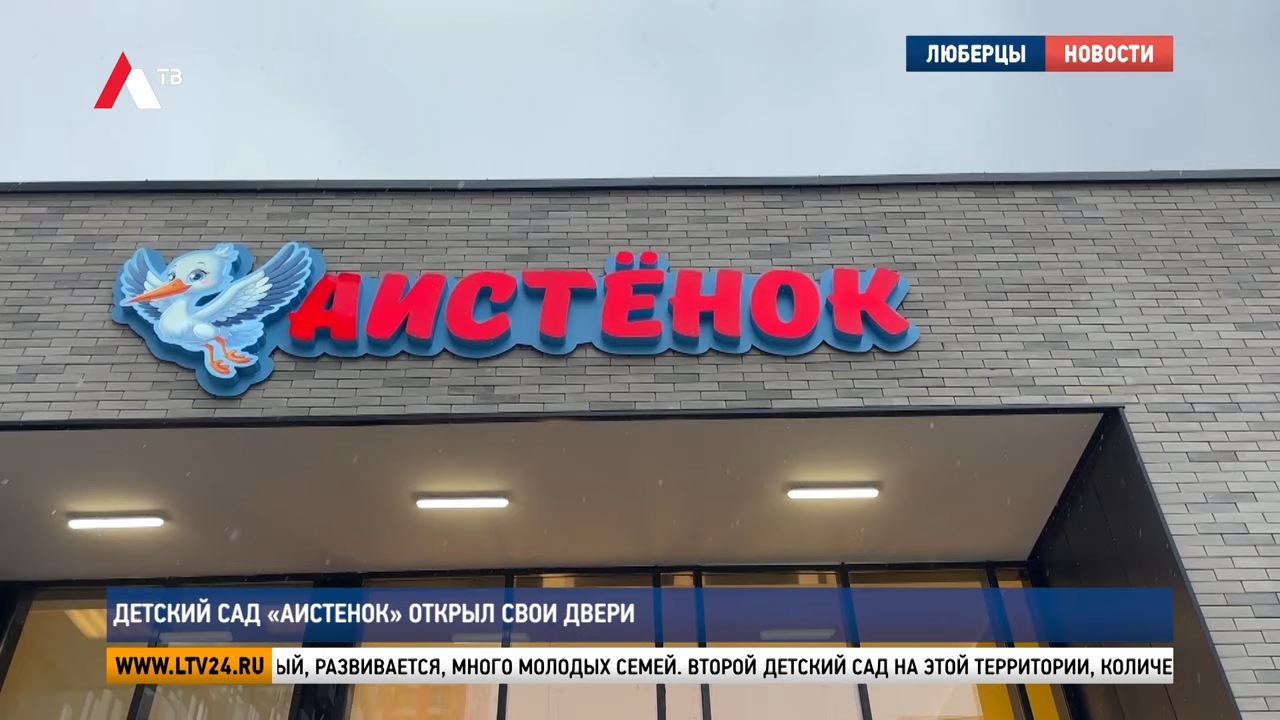 ТВ
ЛЮБЕРЦЫ НОВОСТИ
АИСТЁНОК
ДЕТСКИЙ САД «АИСТЕНОК» ОТКРЫЛ СВОИ ДВЕРИ
WWW.LTV24.RU ЫЙ, РАЗВИВАЕТСЯ, МНОГО МОЛОДЫХ СЕМЕЙ. ВТОРОЙ ДЕТСКИЙ САД НА ЭТОЙ ТЕРРИТОРИИ, КОЛИЧЕ